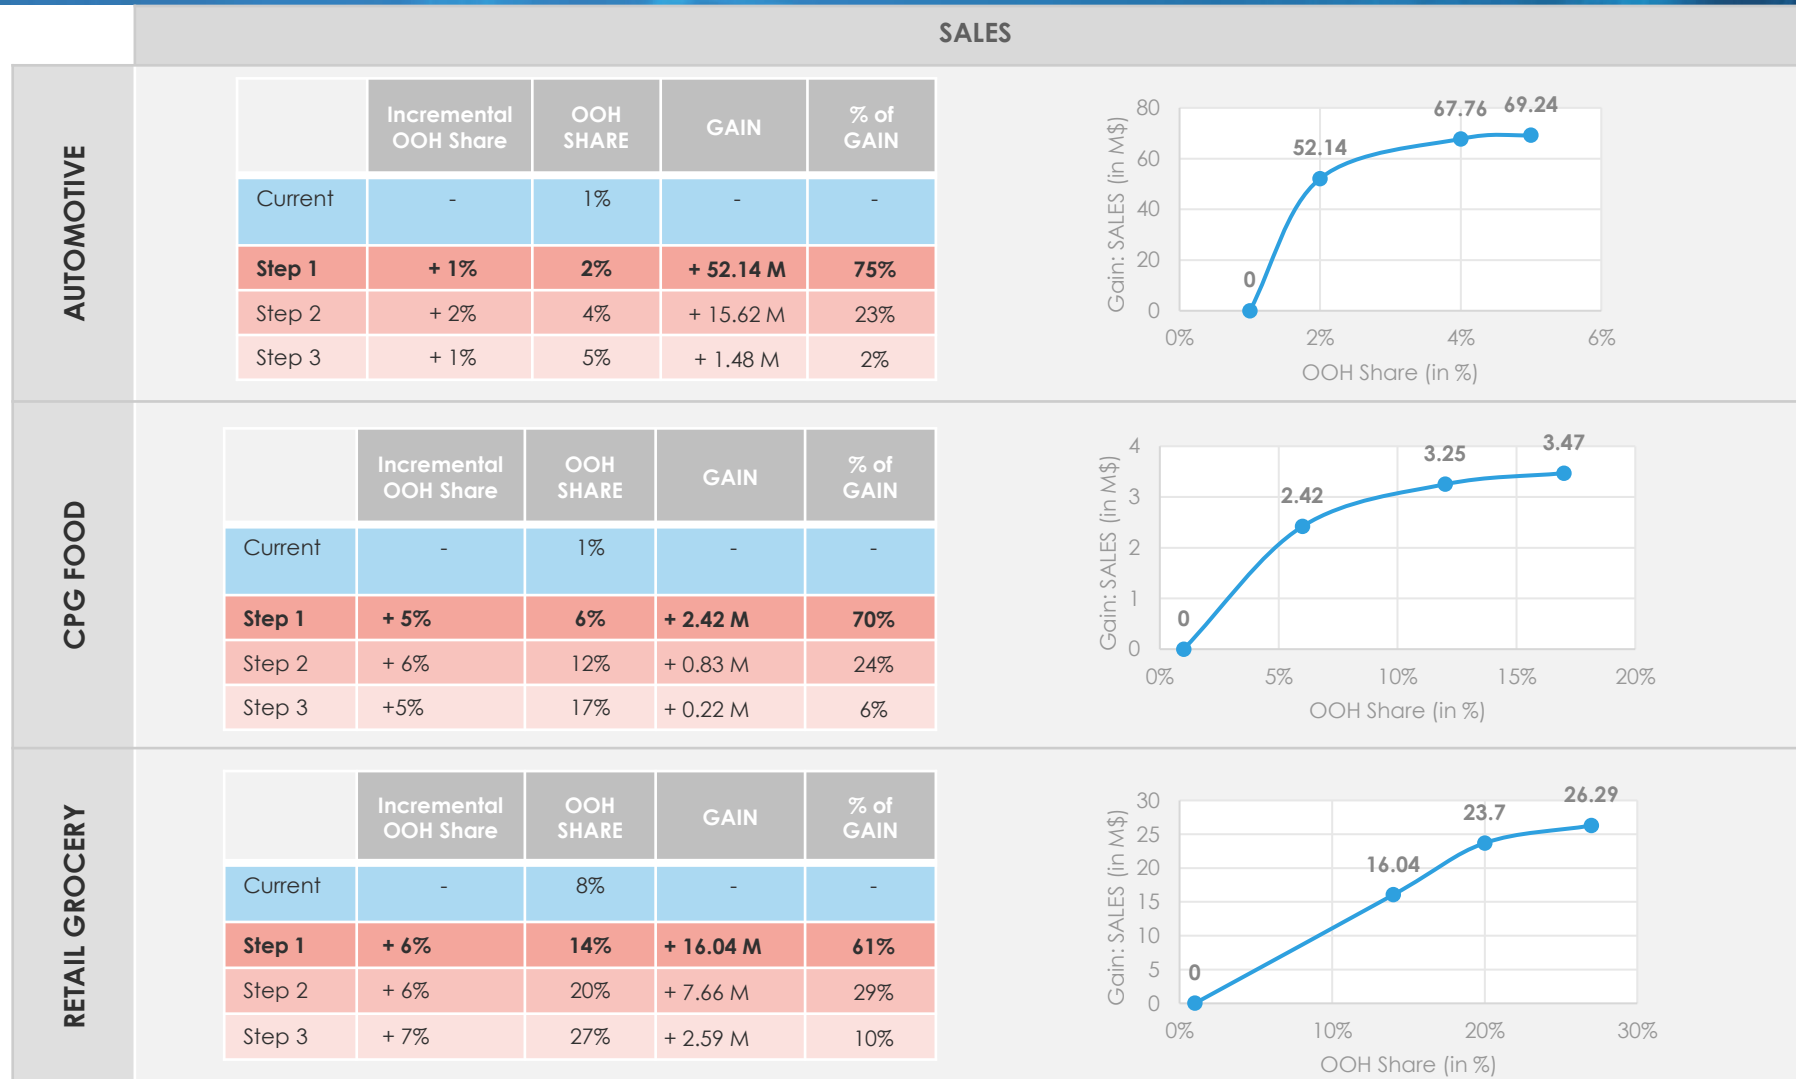 SALES
AUTOMOTIVE
Incremental OOH SHARE GAIN % of
OOH Share GAIN
Current - 1% - -
Step 1 + 1% 2% + 52.14 M 75%
Step 2 + 2% 4% + 15.62 M 23%
Step 3 + 1% 5% + 1.48 M 2%
Gain: SALES (in M$)
80
60
40
20
0
0
52.14
67.76
69.24
0% 2% 4% 6%
OOH Share (in %)
CPG FOOD
Incremental OOH SHARE GAIN % of
OOH Share GAIN
Current - 1% - -
Step 1 + 5% 6% + 2.42 M 70%
Step 2 + 6% 12% + 0.83 M 24%
Step 3 +5% 17% + 0.22 M 6%
Gain: SALES (in M$)
4
3
2
1
0
0
2.42
3.25
3.47
0% 5% 10% 15% 20%
OOH Share (in %)
RETAIL GROCERY
Incremental OOH SHARE GAIN % of
OOH Share GAIN
Current - 8% - -
Step 1 + 6% 14% + 16.04 M 61%
Step 2 + 6% 20% + 7.66 M 29%
Step 3 + 7% 27% + 2.59 M 10%
Gain: SALES (in M$)
30
25
20
15
10
5
0
0
16.04
23.7
26.29
0% 10% 20% 30%
OOH Share (in %)